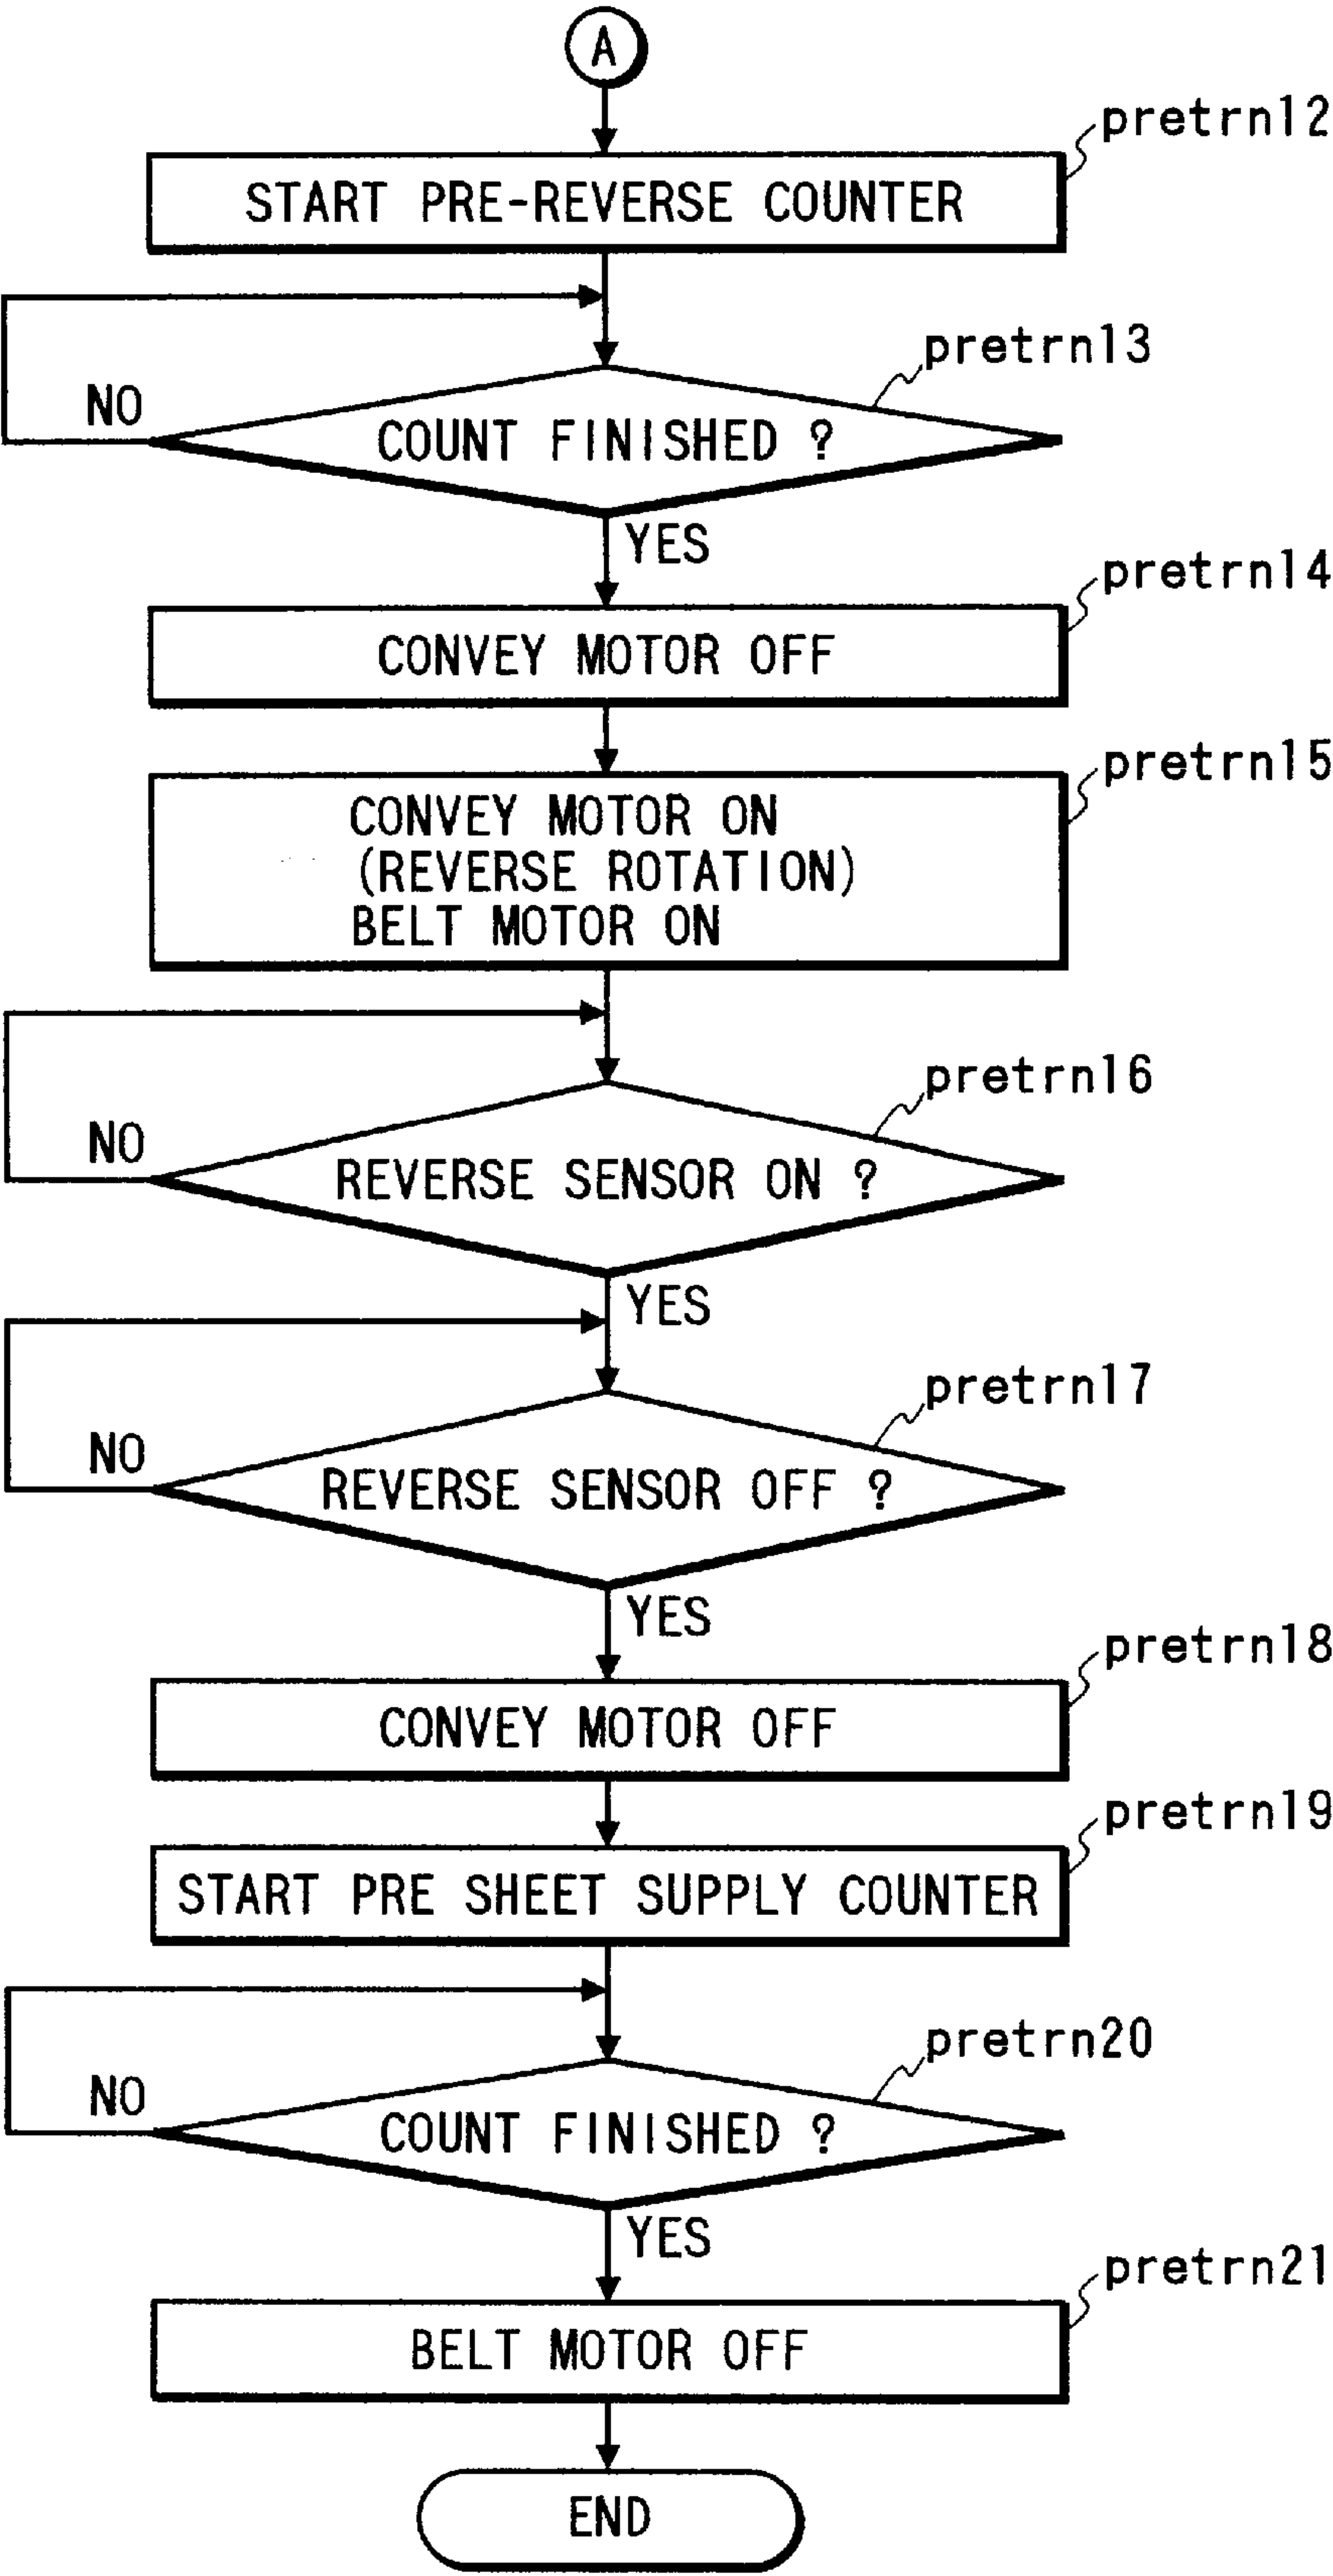 A
pretrn12
START PRE-REVERSE COUNTER
pretrn13
NO
COUNT FINISHED ?
YES
pretrn14
CONVEY MOTOR OFF
pretrn15
CONVEY MOTOR ON
(REVERSE ROTATION)
BELT MOTOR ON
pretrn16
NO
REVERSE SENSOR ON ?
YES
pretrn17
NO
REVERSE SENSOR OFF ?
YES
pretrn18
CONVEY MOTOR OFF
pretrn19
START PRE SHEET SUPPLY COUNTER
pretrn20
NO
COUNT FINISHED ?
YES
pretrn21
BELT MOTOR OFF
END